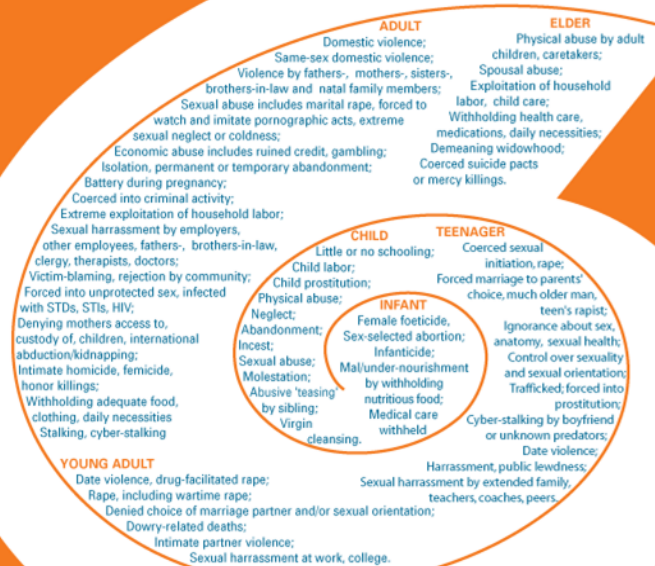 ADULT
Domestic violence;
Same-sex domestic violence;
Violence by fathers-, mothers-, sisters-,
brothers-in-law and natal family members;
Sexual abuse includes marital rape, forced to
watch and imitate pornographic acts, extreme
sexual neglect or coldness;
Economic abuse includes ruined credit, gambling;
Isolation, permanent or temporary abandonment;
Battery during pregnancy;
Coerced into criminal activity;
Extreme exploitation of household labor;
Sexual harrassment by employers,
other employees, fathers-, brothers-in-law,
clergy, therapists, doctors;
Victim-blaming, rejection by community;
Forced into unprotected sex, infected
with STDs, STIs, HIV;
Denying mothers access to,
custody of, children, international
abduction/kidnapping;
Intimate homicide, femicide,
honor killings;
Withholding adequate food,
clothing, daily necessities
Stalking, cyber-stalking
ELDER
Physical abuse by adult
children, caretakers;
Spousal abuse;
Exploitation of household
labor, child care;
Withholding health care,
medications, daily necessities;
Demeaning widowhood;
Coerced suicide pacts
or mercy killings.
CHILD
Little or no schooling;
Child labor;
Child prostitution;
Physical abuse;
Neglect;
Abandonment;
Incest;
Sexual abuse;
Molestation;
Abusive 'teasing'
by sibling;
Virgin
cleansing.
INFANT
Female foeticide,
Sex-selected abortion;
Infanticide;
Mal/under-nourishment
by withholding
nutritious food;
Medical care
withheld
TEENAGER
Coerced sexual
initiation, rape;
Forced marriage to parents'
choice, much older man,
teen's rapist;
Ignorance about sex,
anatomy, sexual health;
Control over sexuality
and sexual orientation;
Trafficked; forced into
prostitution;
Cyber-stalking by boyfriend
or unknown predators;
Date violence;
Harrassment, public lewdness;
Sexual harrassment by extended family,
teachers, coaches, peers.
YOUNG ADULT
Date violence, drug-facilitated rape;
Rape, including wartime rape;
Denied choice of marriage partner and/or sexual orientation;
Dowry-related deaths;
Intimate partner violence;
Sexual harrassment at work, college.